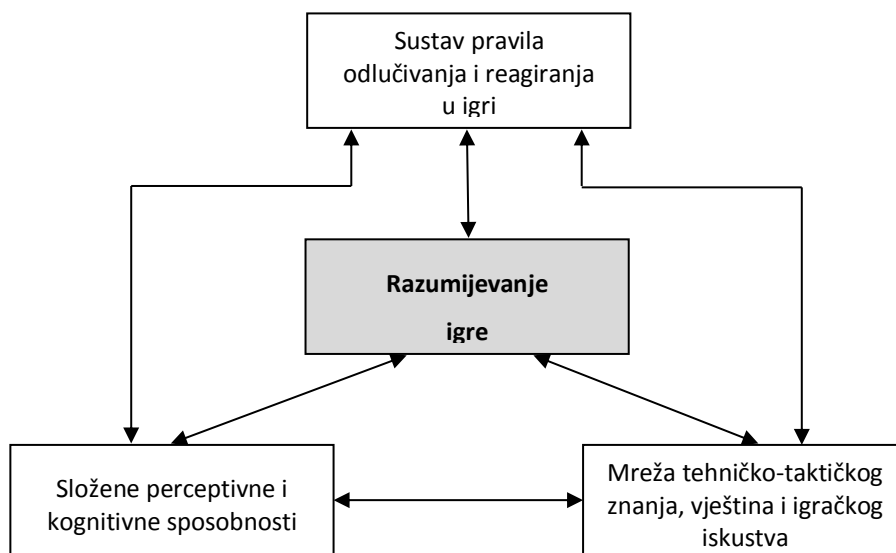 Sustav pravila
odlučivanja i reagiranja
u igri
Razumijevanje
igre
Složene perceptivne i
kognitivne sposobnosti
Mreža tehničko-taktičkog
znanja, vještina i igračkog
iskustva